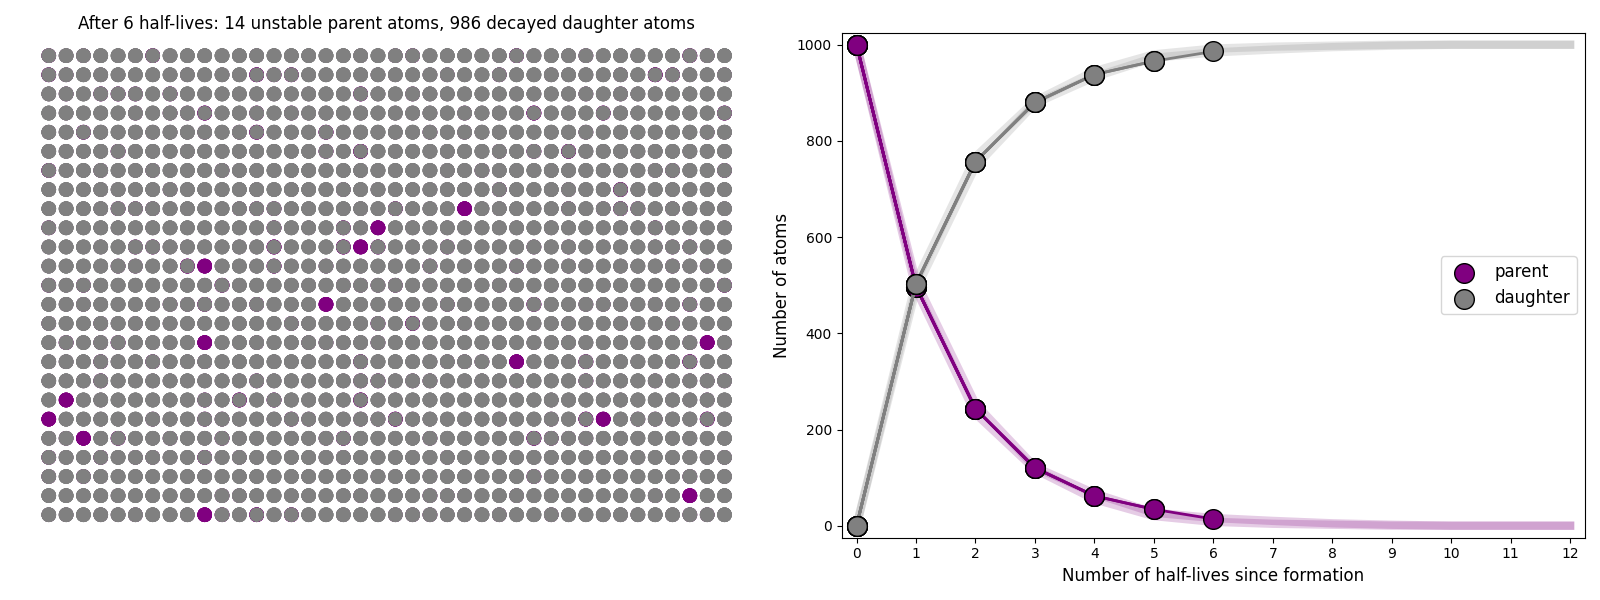 After 6 half-lives: 14 unstable parent atoms, 986 decayed daughter atoms
1000
800
600
400
200
0
Number of atoms
parent
daughter
0 1 2 3 4 5 6 7 8 9 10 11 12
Number of half-lives since formation